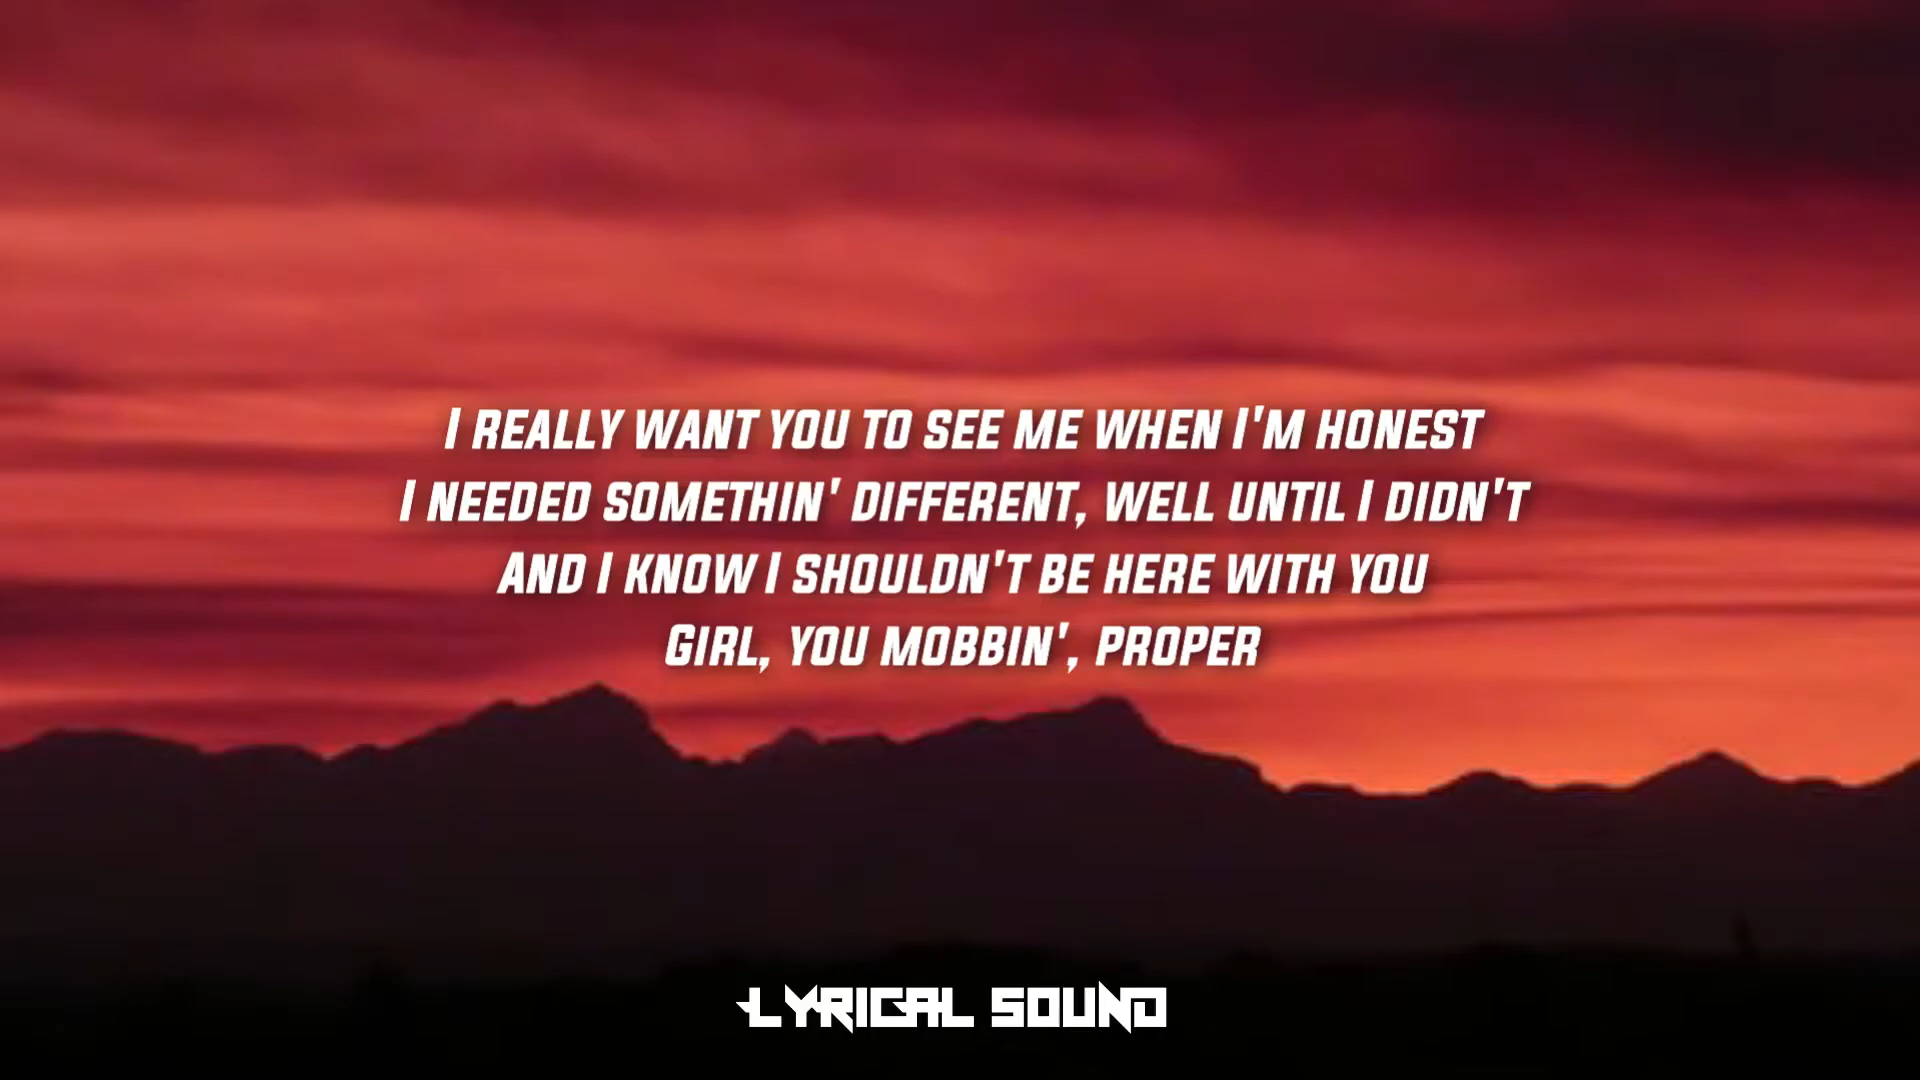 I REALLY WANT YOU TO SEE ME WHEN I'M HONEST
I NEEDED SOMETHIN' DIFFERENT, WELL UNTIL I DIDN'T
AND I KNOW I SHOULDN'T BE HERE WITH YOU
GIRL, YOU MOBBIN', PROPER
LYRICAL SOUND